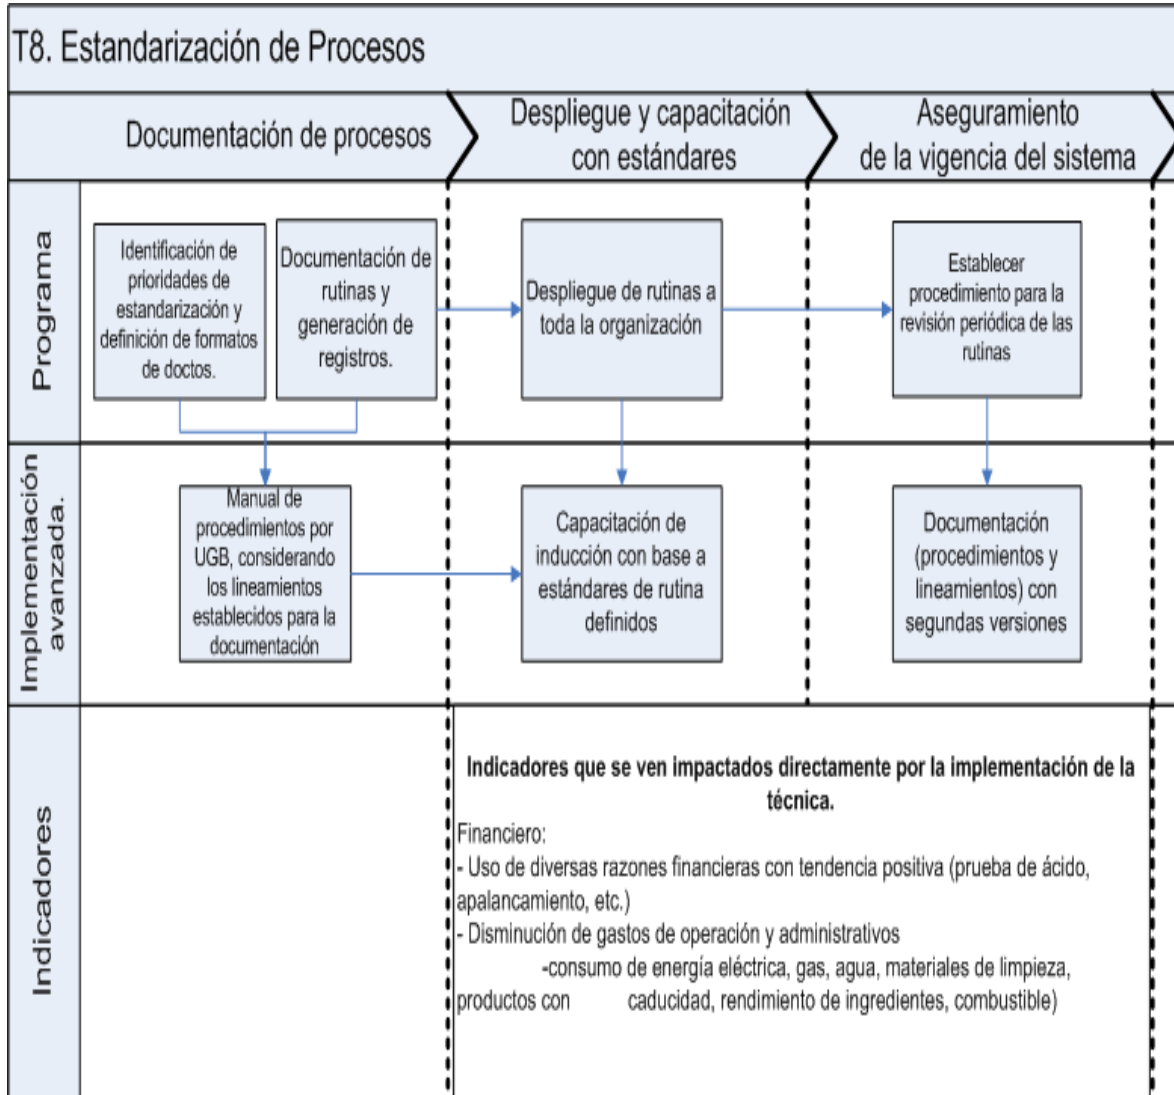 T8. Estandarización de Procesos
Documentación de procesos
Despliegue y capacitación
con estándares
Aseguramiento
de la vigencia del sistema
Programa
Identificación de
prioridades de
estandarización y
definición de formatos
de doctos.
Documentación de
rutinas y
generación de
registros.
Despliegue de rutinas a
toda la organización
Establecer
procedimiento para la
revisión periódica de las
rutinas
Implementación
avanzada.
Manual de
procedimientos por
UGB, considerando
los lineamientos
establecidos para la
documentación
Capacitación de
inducción con base a
estándares de rutina
definidos
Documentación
(procedimientos y
lineamientos) con
segundas versiones
Indicadores
Indicadores que se ven impactados directamente por la implementación de la
técnica.
Financiero:
- Uso de diversas razones financieras con tendencia positiva (prueba de ácido,
apalancamiento, etc.)
- Disminución de gastos de operación y administrativos
-consumo de energía eléctrica, gas, agua, materiales de limpieza,
productos con caducidad, rendimiento de ingredientes, combustible)